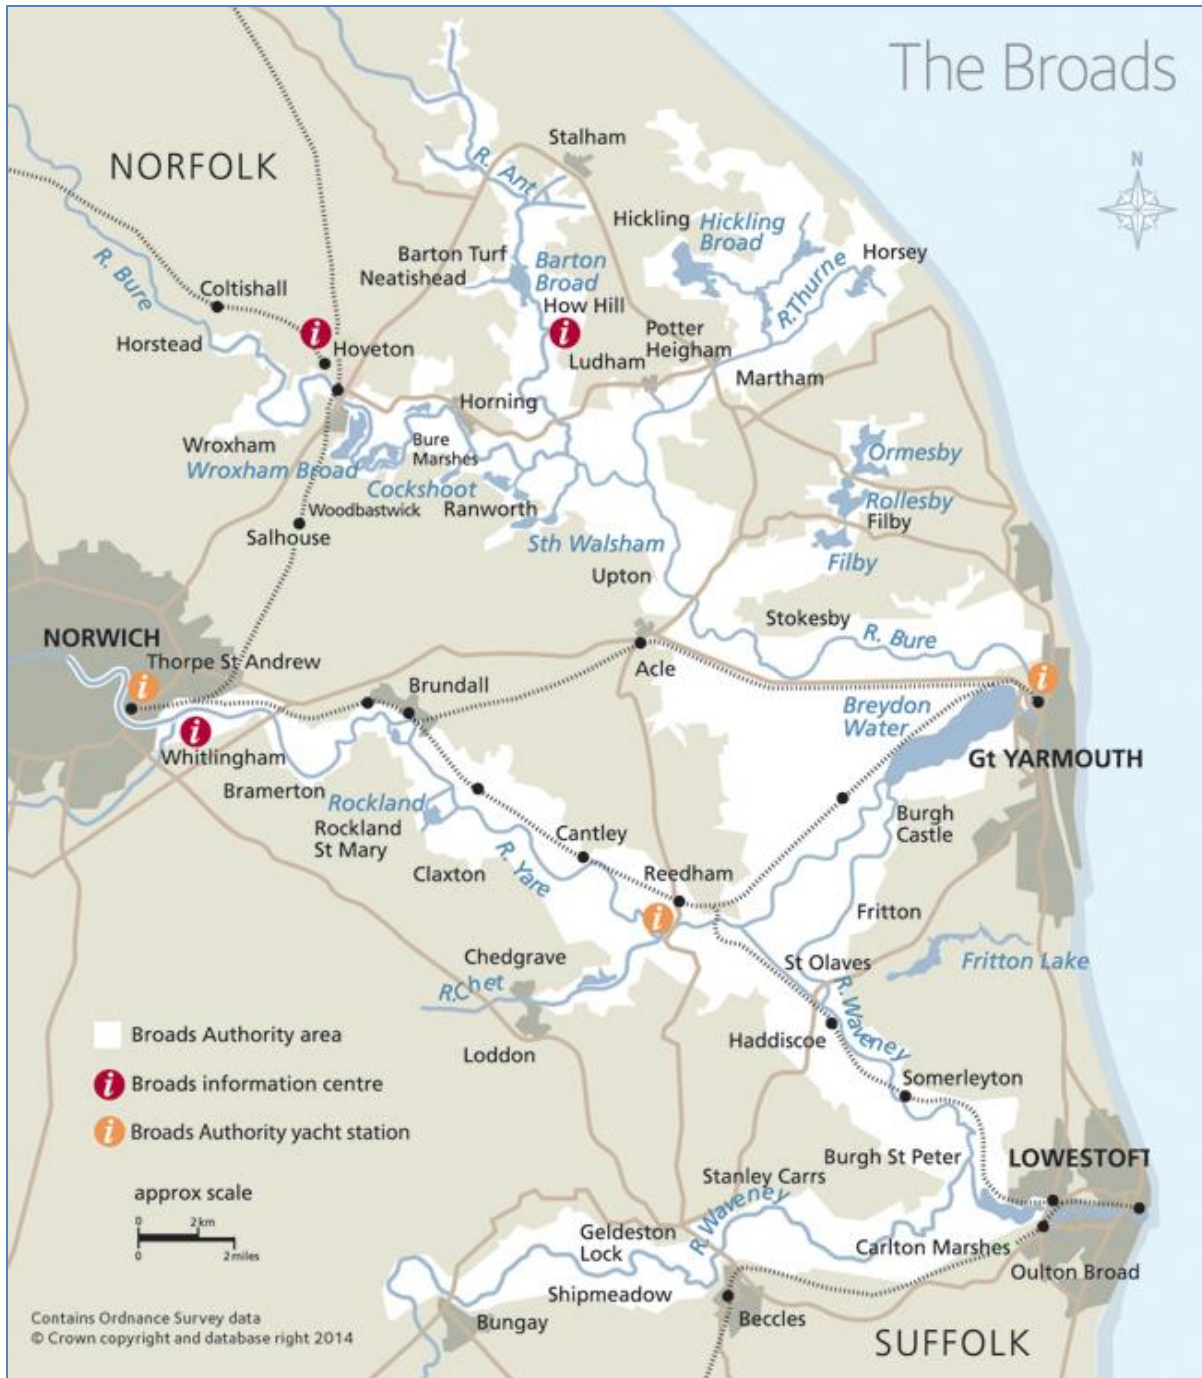 The Broads
N
NORFOLK
Stalham
R. Ant
Hickling
Hickling
Broad
Barton Turf
Neatishead
Barton
Broad
Horsey
R. Bure
R.Thurne
Coltishall
How Hill
i
i
Horstead
Hoveton
Ludham
Potter
Heigham
Martham
Horning
Wroxham
Bure
Marshes
Wroxham Broad
Cockshoot
Ormesby
Woodbastwick
Ranworth
Rollesby
Filby
Salhouse
Sth Walsham
Filby
Upton
Stokesby
R. Bure
NORWICH
Thorpe St Andrew
i
Acle
i
Brundall
Breydon
Water
i
Whitlingham
Gt YARMOUTH
Bramerton
Rockland
Rockland
St Mary
Burgh
Castle
Cantley
R. Yare
Claxton
Reedham
i
Fritton
Chedgrave
St Olaves
Fritton Lake
R.Chet
R. Waveney
Haddiscoe
Loddon
Somerleyton
Broads Authority area
i
Broads information centre
i
Broads Authority yacht station
Burgh St Peter
LOWESTOFT
Stanley Carrs
approx scale
0
2km
0
2miles
R. Waveney
Geldeston
Lock
Carlton Marshes
Oulton Broad
Shipmeadow
Beccles
Bungay
SUFFOLK
Contains Ordnance Survey data
© Crown copyright and database right 2014